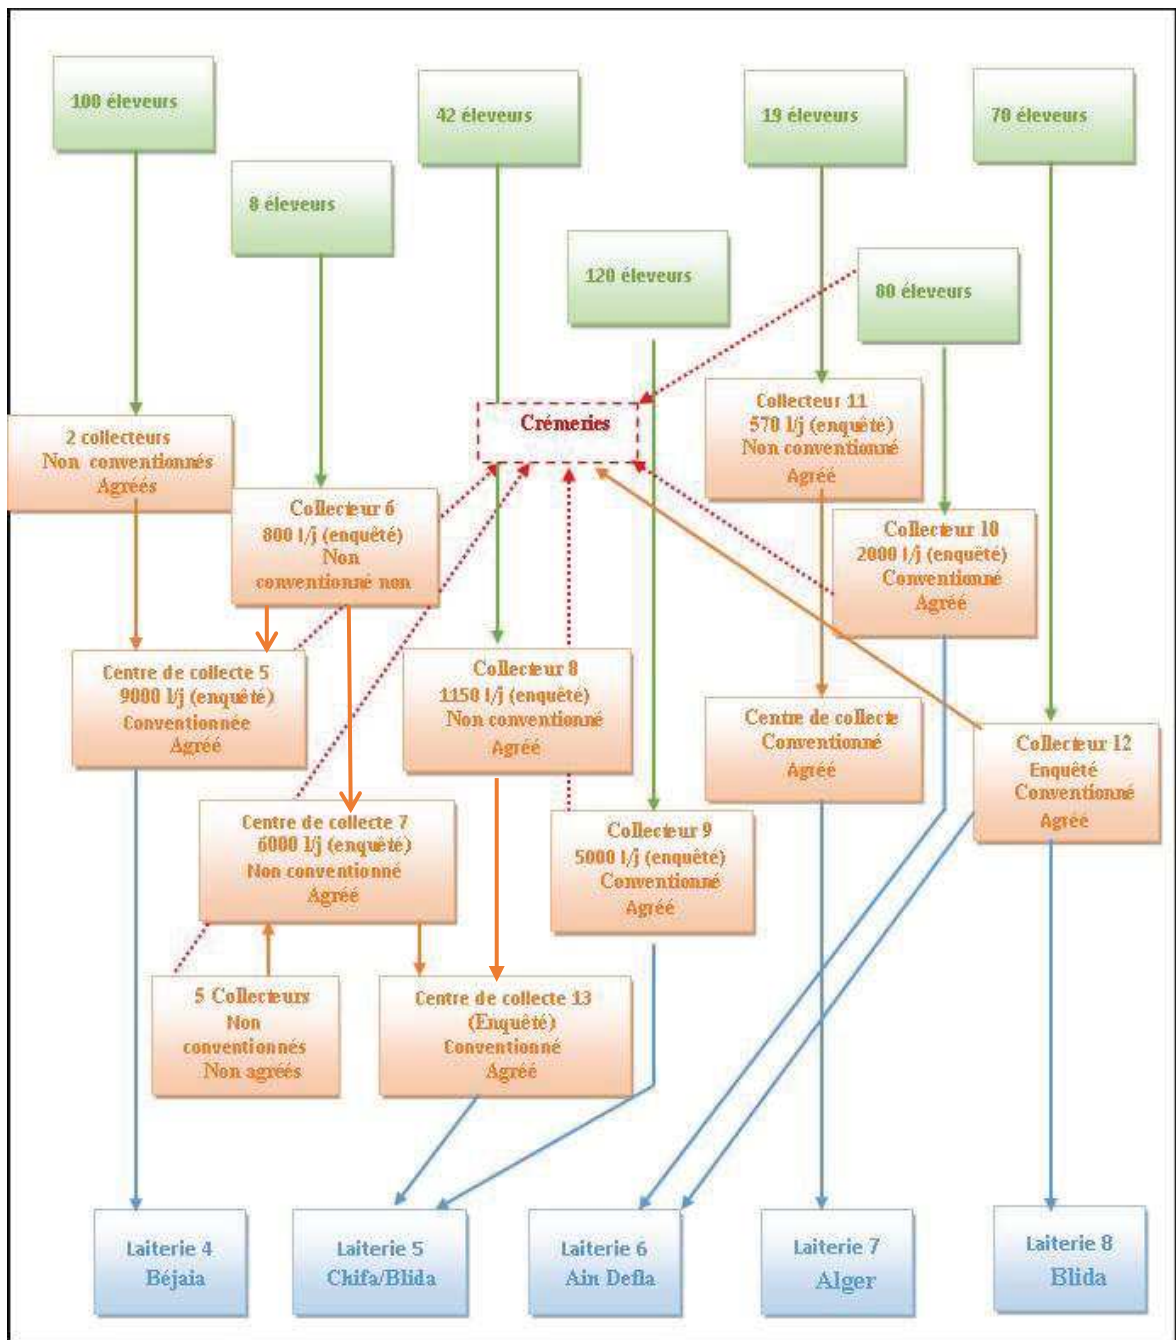 100 éleveurs
42 éleveurs
19 éleveurs
70 éleveurs
8 éleveurs
120 éleveurs
80 éleveurs
Crémeries
Collecteur 11
570 l/j (enquêté)
Non conventionné
Agréé
2 collecteurs
Non conventionnés
Agréés
Collecteur 6
800 l/j (enquêté)
Non
conventionné non
Collecteur 10
2000 l/j (enquêté)
Conventionné
Agréé
Centre de collecte 5
9000 l/j (enquêté)
Conventionnée
Agréé
Collecteur 8
1150 l/j (enquêté)
Non conventionné
Agréé
Centre de collecte
Conventionné
Agréé
Collecteur 12
Enquêté
Conventionné
Agréé
Centre de collecte 7
6000 l/j (enquêté)
Non conventionné
Agréé
Collecteur 9
5000 l/j (enquêté)
Conventionné
Agréé
5 Collecteurs
Non
conventionnés
Non agréés
Centre de collecte 13
(Enquêté)
Conventionné
Agréé
Laiterie 4
Béjaia
Laiterie 5
Chifa/Blida
Laiterie 6
Ain Defla
Laiterie 7
Alger
Laiterie 8
Blida